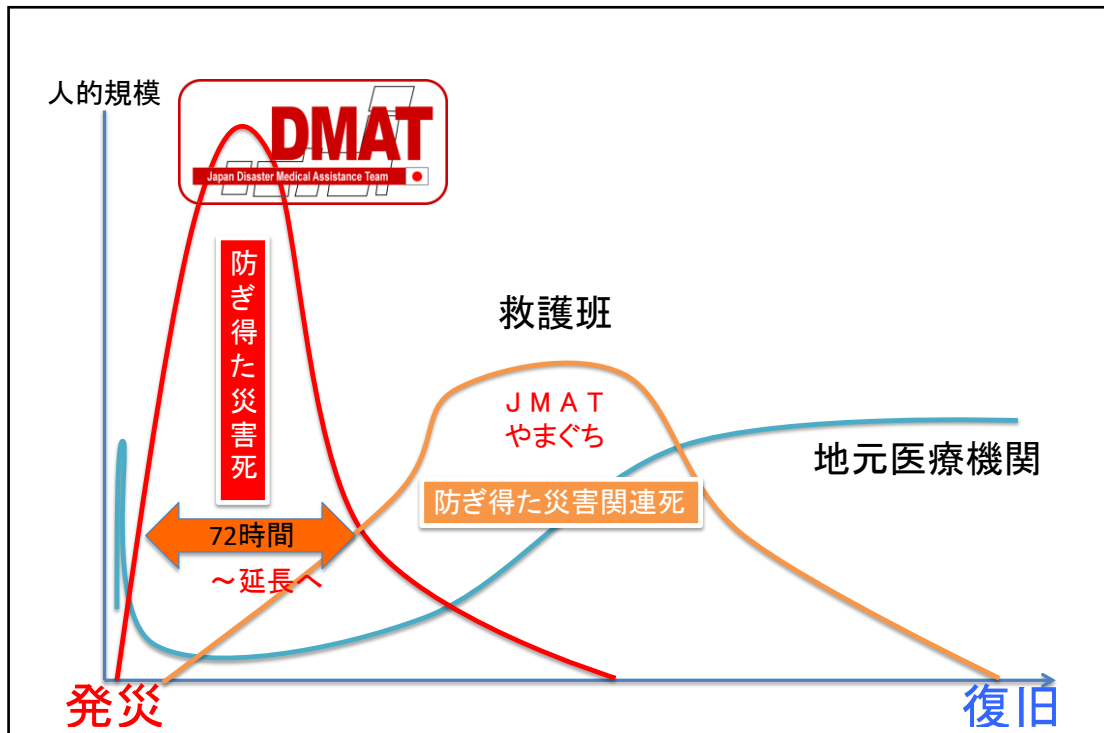 人的規模
DMAT
Japan Disaster Medical Assistance Team
防ぎ得た災害死
救護班
JMAT
やまぐち
地元医療機関
防ぎ得た災害関連死
72時間
～延長へ
発災
復旧